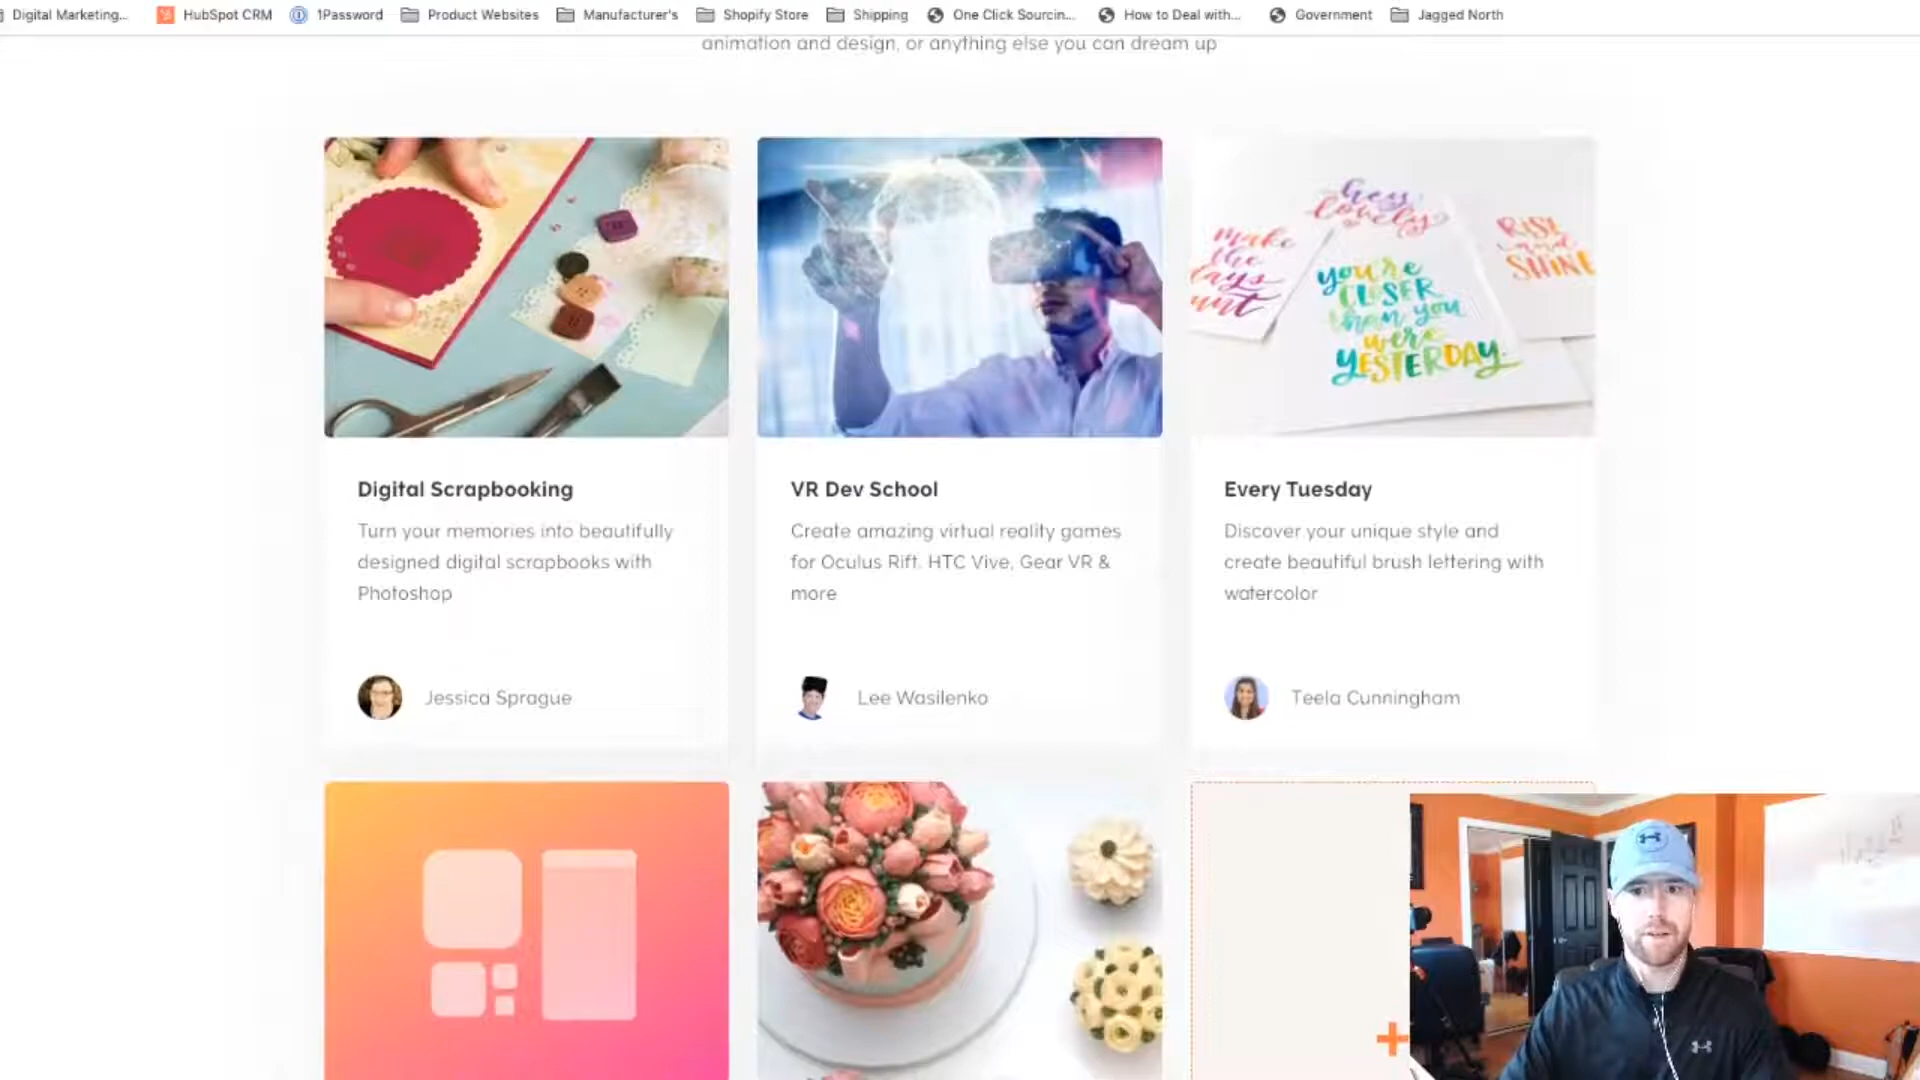 Digital Marketing...
HubSpot CRM
1Password
Product Websites
Manufacturer's
Shopify Store
Shipping
One Click Sourcin...
How to Deal with...
Government
Jagged North
animation and design, or anything else you can dream up
make
the
days
hey
lovely
you're
CLOSER
than you
were
YESTERDAY.
RISE
and
SHINE
Digital Scrapbooking
Turn your memories into beautifully
designed digital scrapbooks with
Photoshop
Jessica Sprague
VR Dev School
Create amazing virtual reality games
for Oculus Rift, HTC Vive, Gear VR &
more
Lee Wasilenko
Every Tuesday
Discover your unique style and
create beautiful brush lettering with
watercolor
Teela Cunningham